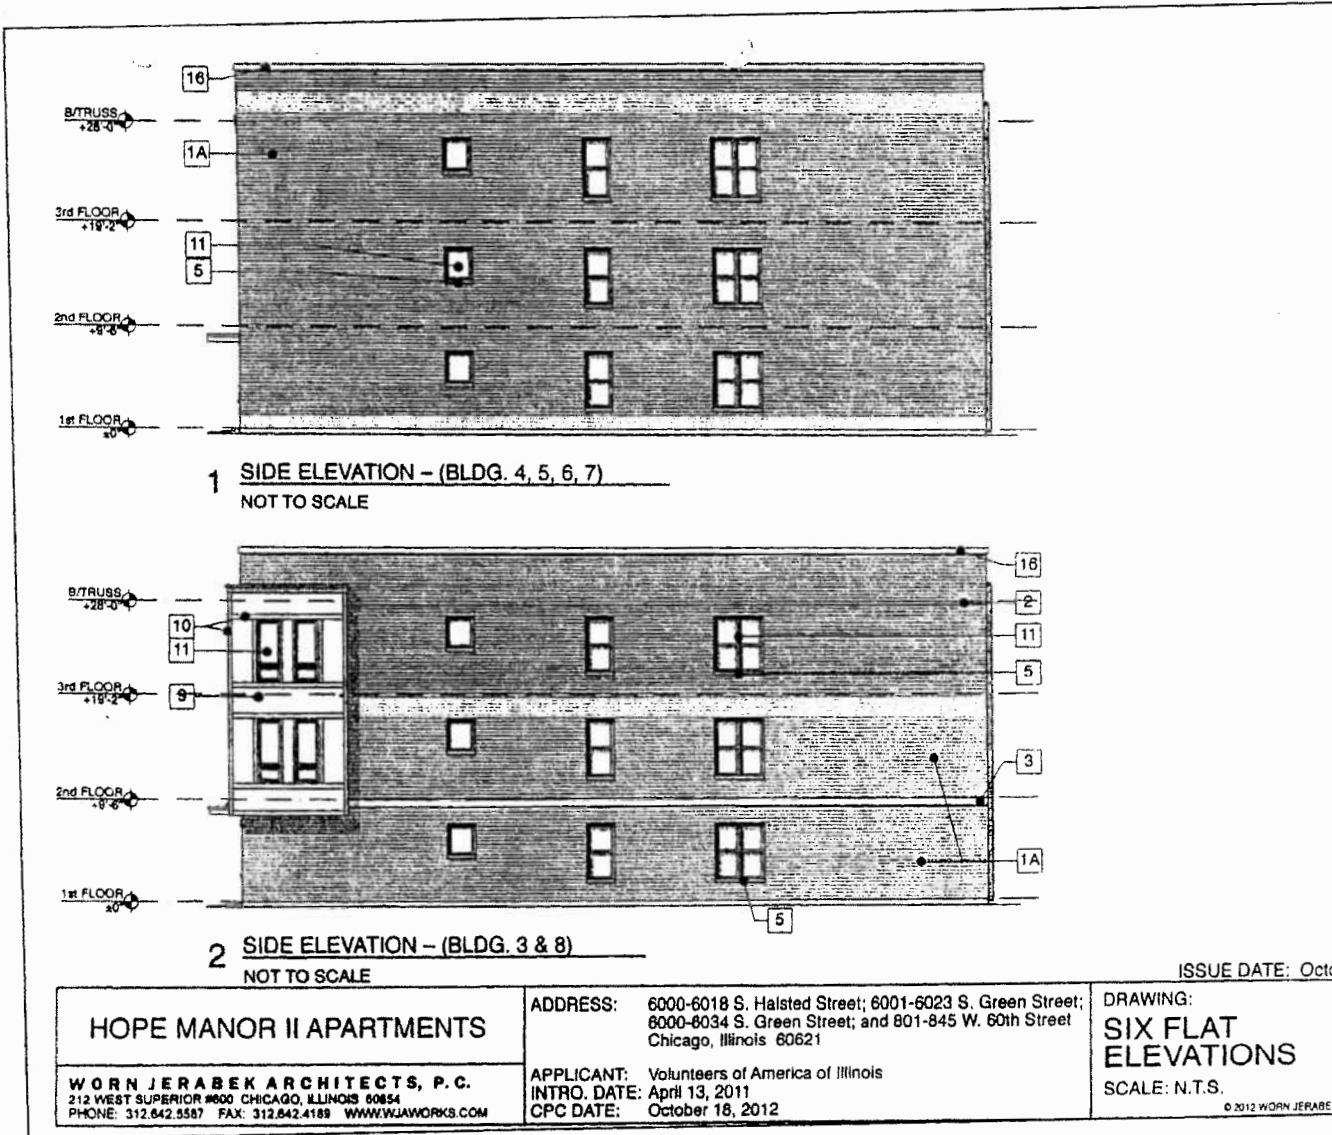 16
B/TRUSS
+28'-0"
1A
3rd FLOOR
+19'-2"
11
5
2nd FLOOR
+9'-6"
1st FLOOR
±0"
1 SIDE ELEVATION – (BLDG. 4, 5, 6, 7)
NOT TO SCALE
16
B/TRUSS
+28'-0"
2
10
11
11
5
3rd FLOOR
+19'-2"
9
3
2nd FLOOR
+9'-6"
1A
1st FLOOR
±0"
5
2 SIDE ELEVATION – (BLDG. 3 & 8)
NOT TO SCALE
ISSUE DATE: Octo
HOPE MANOR II APARTMENTS
WORN JERABEK ARCHITECTS, P.C.
212 WEST SUPERIOR #600 CHICAGO, ILLINOIS 60654
PHONE: 312.642.5587 FAX: 312.642.4189 WWW.WJAWORKS.COM
ADDRESS: 6000-6018 S. Halsted Street; 6001-6023 S. Green Street;
6000-6034 S. Green Street; and 801-845 W. 60th Street
Chicago, Illinois 60621
APPLICANT: Volunteers of America of Illinois
INTRO. DATE: April 13, 2011
CPC DATE: October 18, 2012
DRAWING:
SIX FLAT
ELEVATIONS
SCALE: N.T.S.
© 2012 WORN JERABE